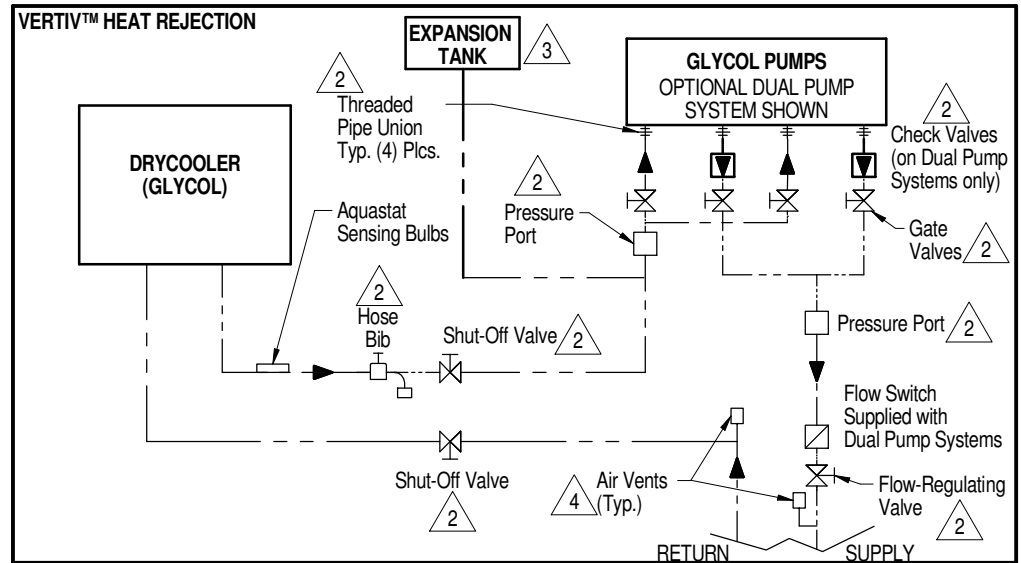 VERTIV™ HEAT REJECTION
EXPANSION
TANK
3
GLYCOL PUMPS
OPTIONAL DUAL PUMP
SYSTEM SHOWN
2
Threaded
Pipe Union
Typ. (4) Plcs.
2
Check Valves
(on Dual Pump
Systems only)
DRYCOOLER
(GLYCOL)
Aquastat
Sensing Bulbs
2
Pressure
Port
Gate
Valves
2
2
Hose
Bib
Shut-Off Valve
2
Pressure Port
2
Flow Switch
Supplied with
Dual Pump Systems
Shut-Off Valve
2
Air Vents
(Typ.)
4
Flow-Regulating
Valve
2
RETURN
SUPPLY